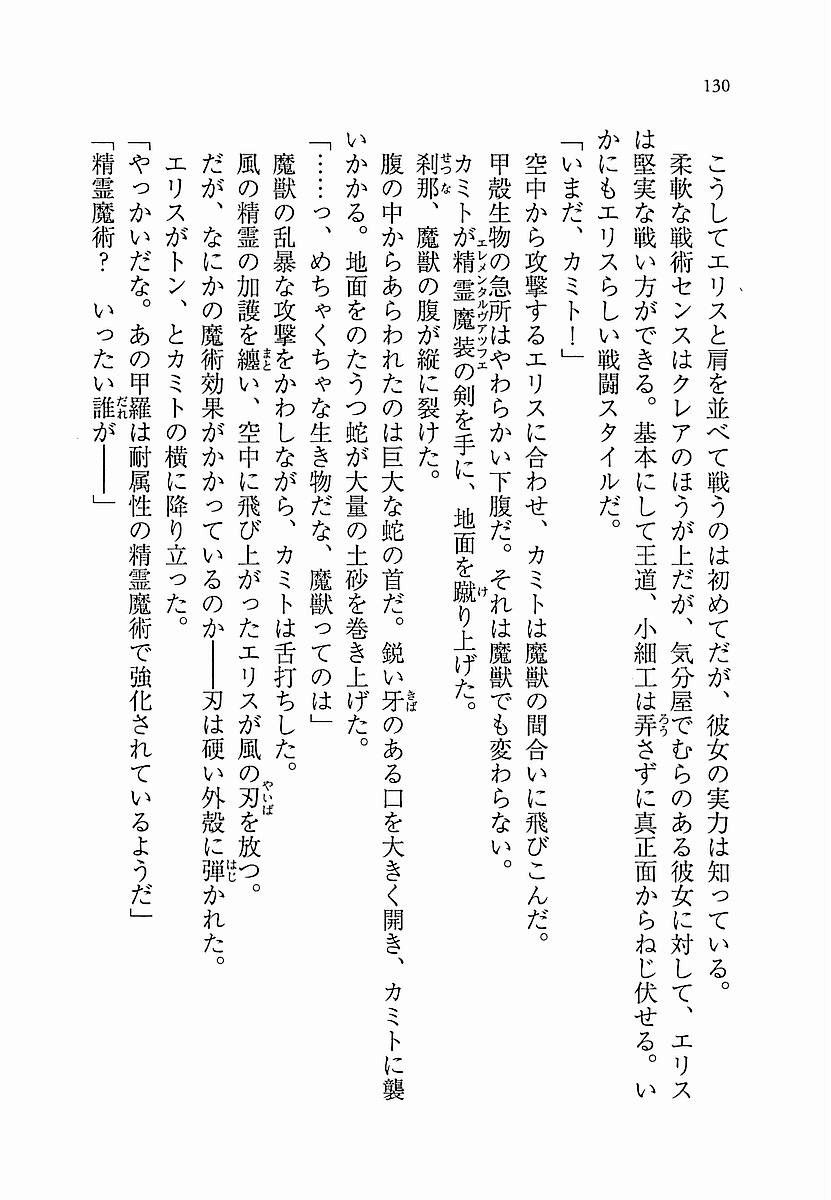 130
こうしてエリスと肩を並べて戦うのは初めてだが、彼女の実力は知っている。
柔軟な戦術センスはクレアのほうが上だが、気分屋でむらのある彼女に対して、エリス
は堅実な戦い方ができる。基本にして王道、小細工は弄さずに真正面からねじ伏せる。い
かにもエリスらしい戦闘スタイルだ。
「いまだ、カミト！」
空中から攻撃するエリスに合わせ、カミトは魔獣の間合いに飛びこんだ。
甲殻生物の急所はやわらかい下腹だ。それは魔獣でも変わらない。
カミトが精霊魔装の剣を手に、地面を蹴り上げた。
刹那、魔獣の腹が縦に裂けた。
腹の中からあらわれたのは巨大な蛇の首だ。鋭い牙のある口を大きく開き、カミトに襲
いかかる。地面をのたうつ蛇が大量の土砂を巻き上げた。
「……っ、めちゃくちゃな生き物だな、魔獣ってのは」
魔獣の乱暴な攻撃をかわしながら、カミトは舌打ちした。
風の精霊の加護を纏い、空中に飛び上がったエリスが風の刃を放つ。
だが、なにかの魔術効果がかかっているのか――刃は硬い外殻に弾かれた。
エリスがトン、とカミトの横に降り立った。
「やっかいだな。あの甲羅は耐属性の精霊魔術で強化されているようだ」
「精霊魔術？　いったい誰が――」